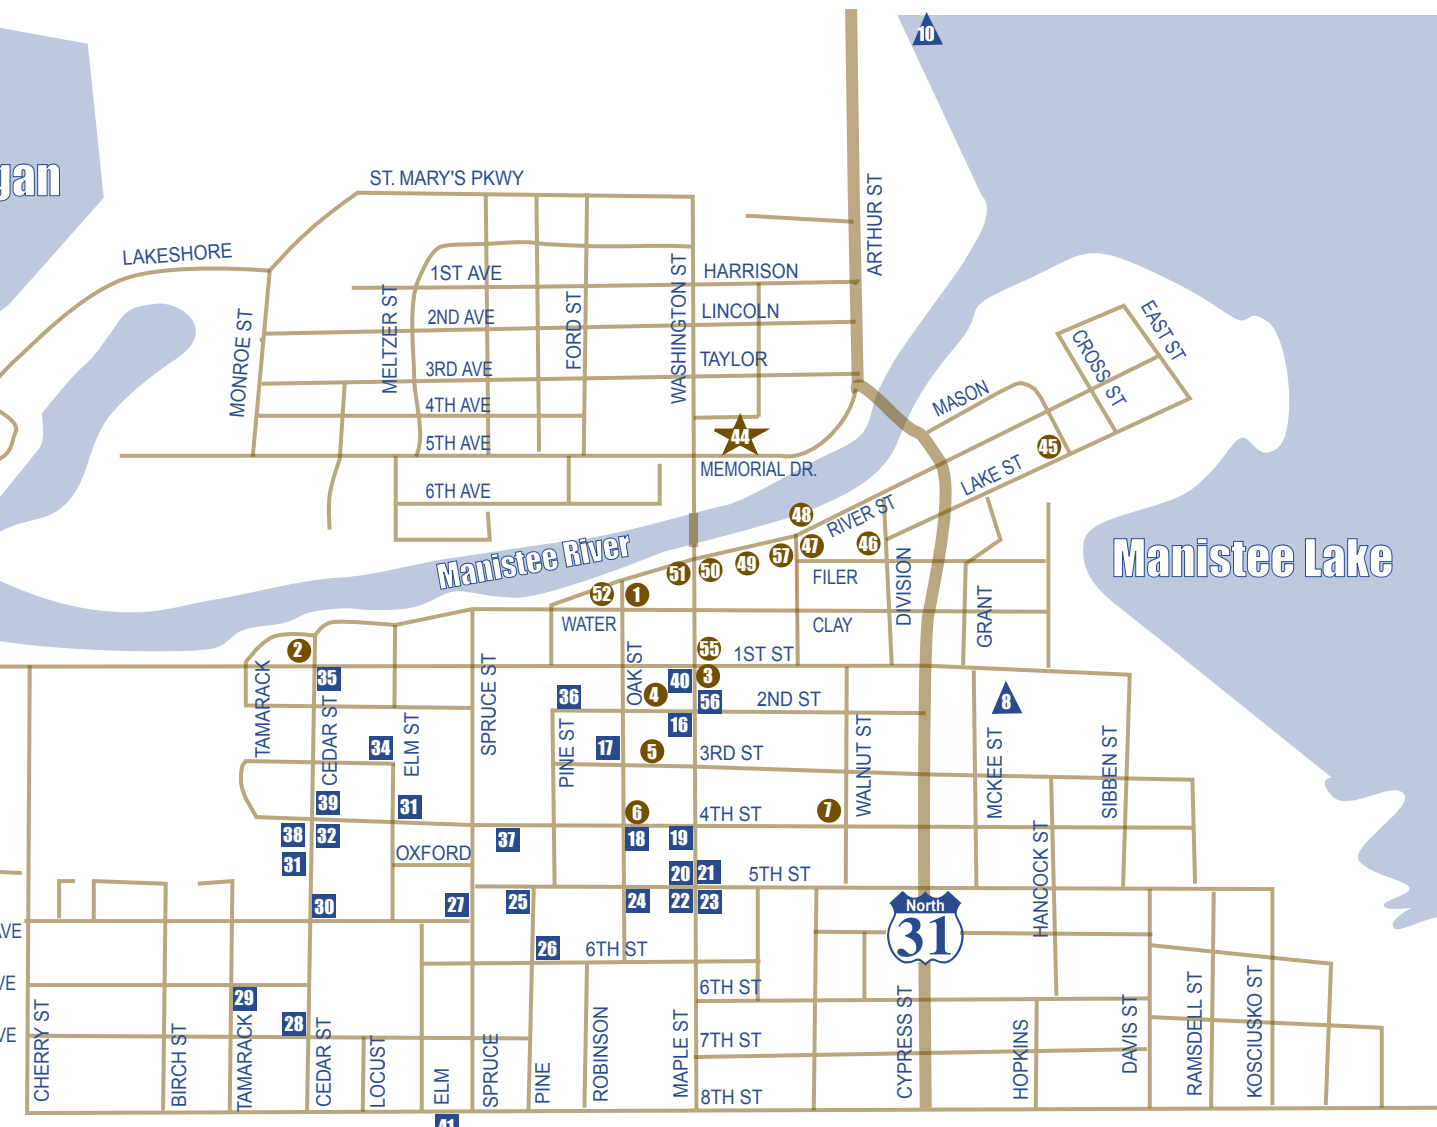 10
gan
ST. MARY'S PKWY
LAKESHORE
ARTHUR ST
1ST AVE
HARRISON
WASHINGTON ST
MELTZER ST
FORD ST
2ND AVE
LINCOLN
MONROE ST
EAST ST
CROSS ST
3RD AVE
TAYLOR
MASON
4TH AVE
44
5TH AVE
45
MEMORIAL DR.
LAKE ST
6TH AVE
48
RIVER ST
Manistee River
47
46
57
49
50
51
Manistee Lake
FILER
DIVISION
52
1
GRANT
WATER
CLAY
2
55
1ST ST
TAMARACK
35
SPRUCE ST
OAK ST
40
3
36
4
56
2ND ST
8
CEDAR ST
16
34
ELM ST
PINE ST
17
5
3RD ST
WALNUT ST
MCKEE ST
SIBBEN ST
39
31
6
4TH ST
7
38
32
37
18
19
HANCOCK ST
31
OXFORD
20
21
5TH ST
30
27
25
24
22
23
North
31
AVE
26
6TH ST
VE
29
6TH ST
CHERRY ST
BIRCH ST
TAMARACK
28
CEDAR ST
LOCUST
ELM
SPRUCE
PINE
ROBINSON
MAPLE ST
CYPRESS ST
HOPKINS
DAVIS ST
RAMSDELL ST
KOSCIUSKO ST
VE
7TH ST
8TH ST
41